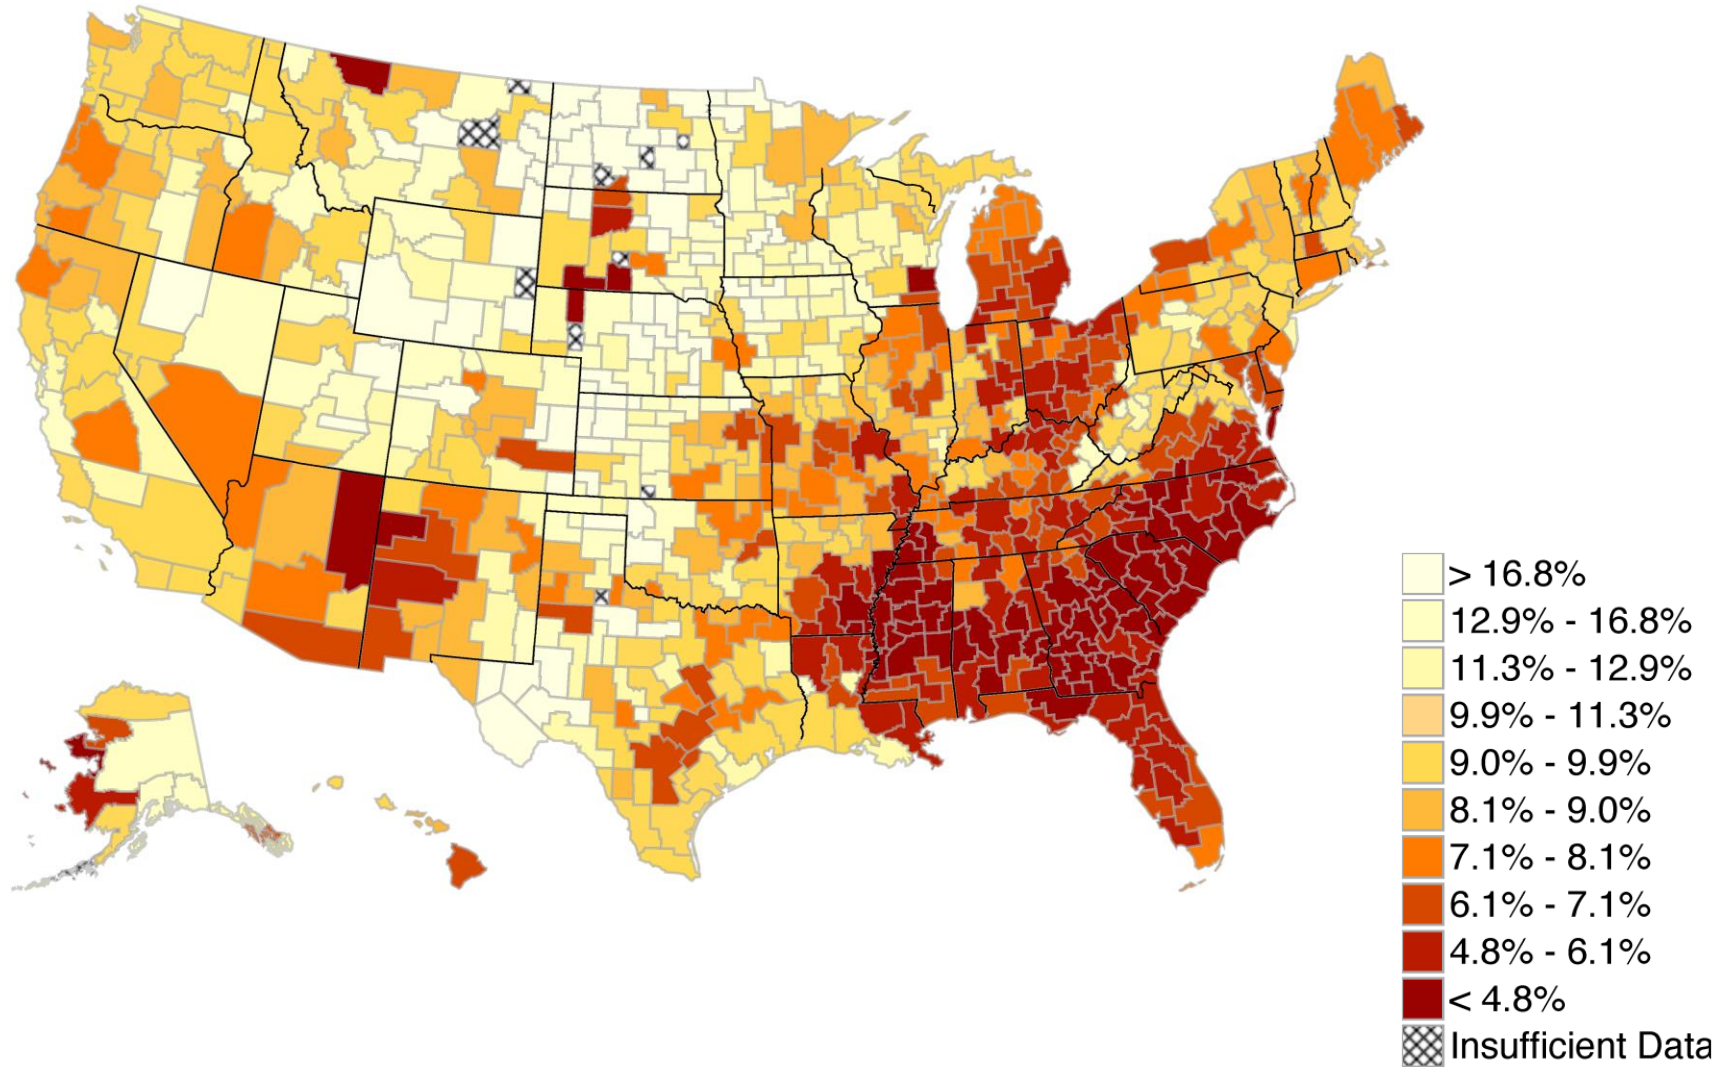 > 16.8%
12.9% - 16.8%
11.3% - 12.9%
9.9% - 11.3%
9.0% - 9.9%
8.1% - 9.0%
7.1% - 8.1%
6.1% - 7.1%
4.8% - 6.1%
< 4.8%
Insufficient Data